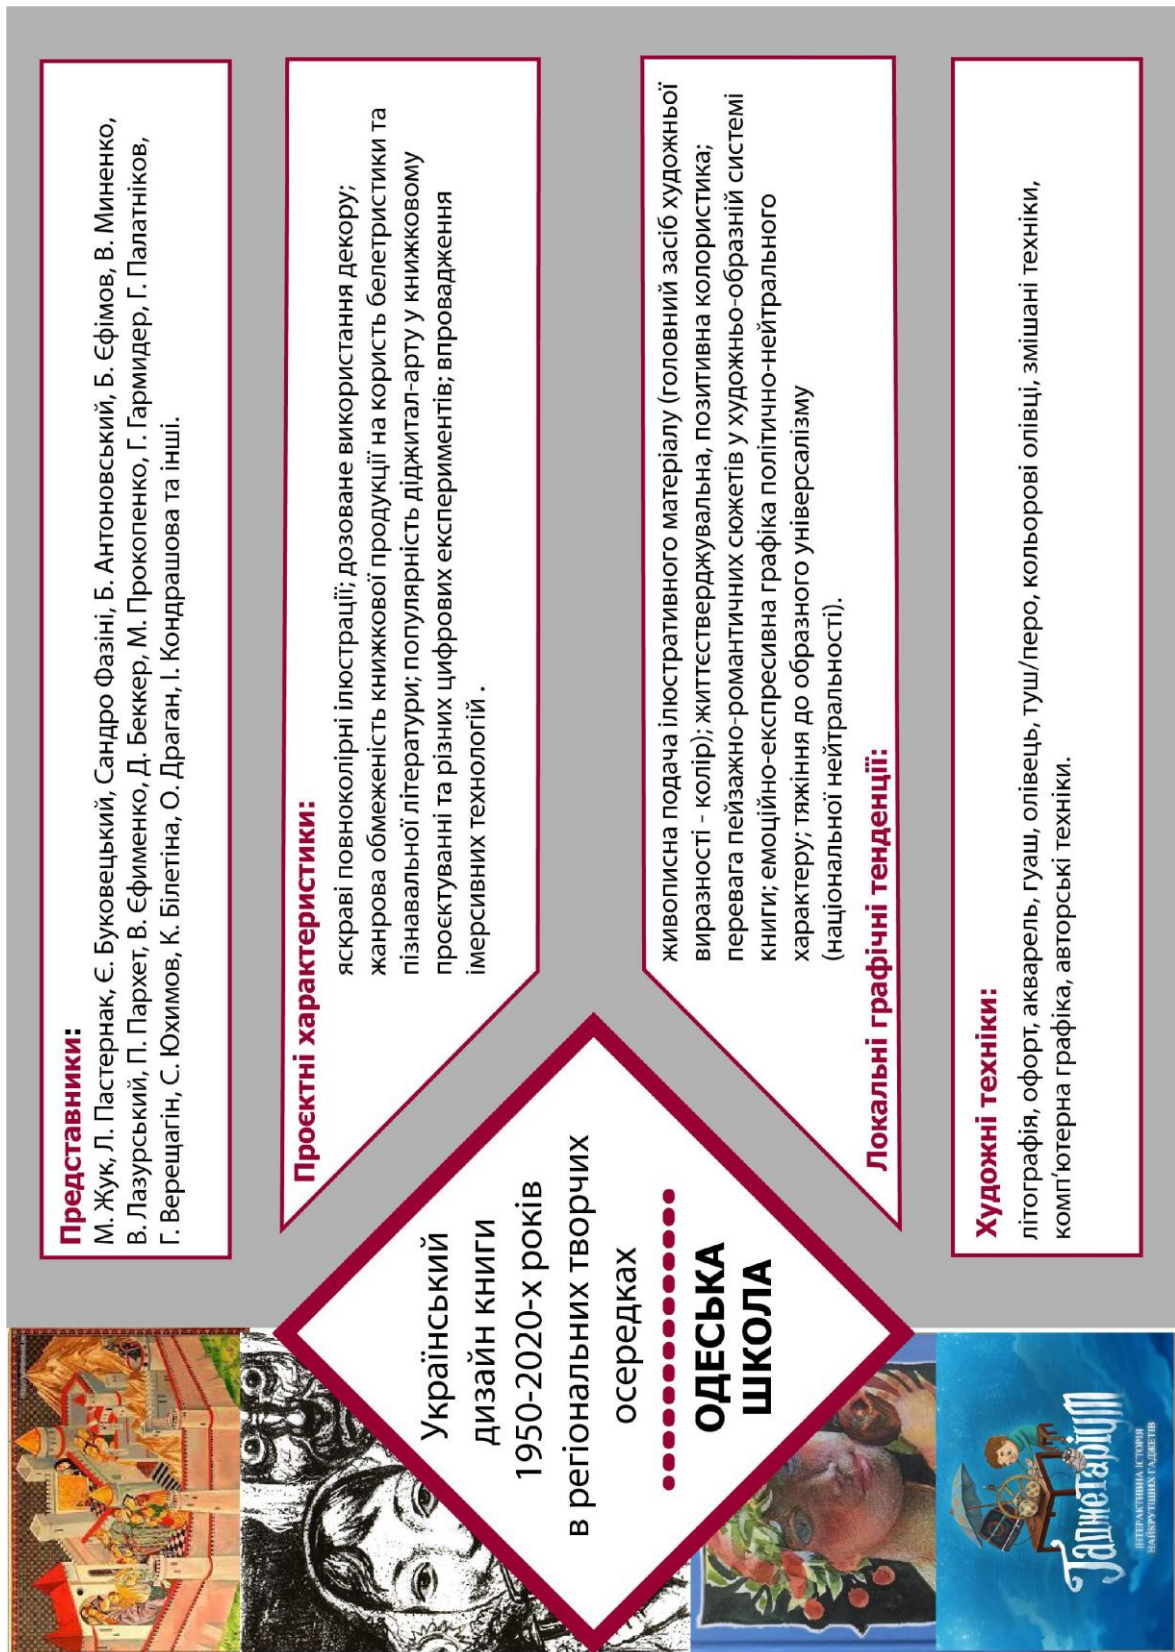 Український
дизайн книги
1950-2020-х років
в регіональних творчих
осередках
ОДЕСЬКА
ШКОЛА
Представники:
М. Жук, Л. Пастернак, Є. Буковецький, Сандро Фазіні, Б. Антоновський, Б. Єфімов, В. Миненко,
В. Лазурський, П. Пархет, В. Єфименко, Д. Беккер, М. Прокопенко, Г. Гармидер, Г. Палатніков,
Г. Верещагін, С. Юхимов, К. Білетіна, О. Драган, І. Кондрашова та інші.
Проєктні характеристики:
яскраві повноколірні ілюстрації; дозоване використання декору;
жанрова обмеженість книжкової продукції на користь белетристики та
пізнавальної літератури; популярність діджитал-арту у книжковому
проєктуванні та різних цифрових експериментів; впровадження
імерсивних технологій .
живописна подача ілюстративного матеріалу (головний засіб художньої
виразності - колір); життєстверджувальна, позитивна колористика;
перевага пейзажно-романтичних сюжетів у художньо-образній системі
книги; емоційно-експресивна графіка політично-нейтрального
характеру; тяжіння до образного універсалізму
(національної нейтральності).
Локальні графічні тенденції:
Художні техніки:
літографія, офорт, акварель, гуаш, олівець, туш/перо, кольорові олівці, змішані техніки,
комп'ютерна графіка, авторські техніки.
Гаджетаріум
ІНТЕРАКТИВНА ІСТОРІЯ
НАЙКРУТІШИХ ГАДЖЕТІВ